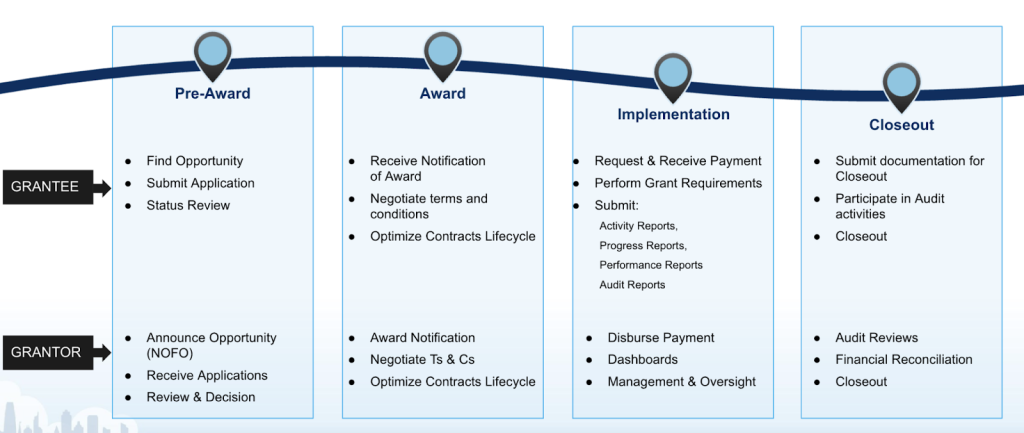 Pre-Award
Award
Implementation
Closeout
GRANTEE
● Find Opportunity
● Submit Application
● Status Review
● Receive Notification
of Award
● Negotiate terms and
conditions
● Optimize Contracts Lifecycle
● Request & Receive Payment
● Perform Grant Requirements
● Submit:
Activity Reports,
Progress Reports,
Performance Reports
Audit Reports
● Submit documentation for
Closeout
● Participate in Audit
activities
● Closeout
GRANTOR
● Announce Opportunity
(NOFO)
● Receive Applications
● Review & Decision
● Award Notification
● Negotiate Ts & Cs
● Optimize Contracts Lifecycle
● Disburse Payment
● Dashboards
● Management & Oversight
● Audit Reviews
● Financial Reconciliation
● Closeout